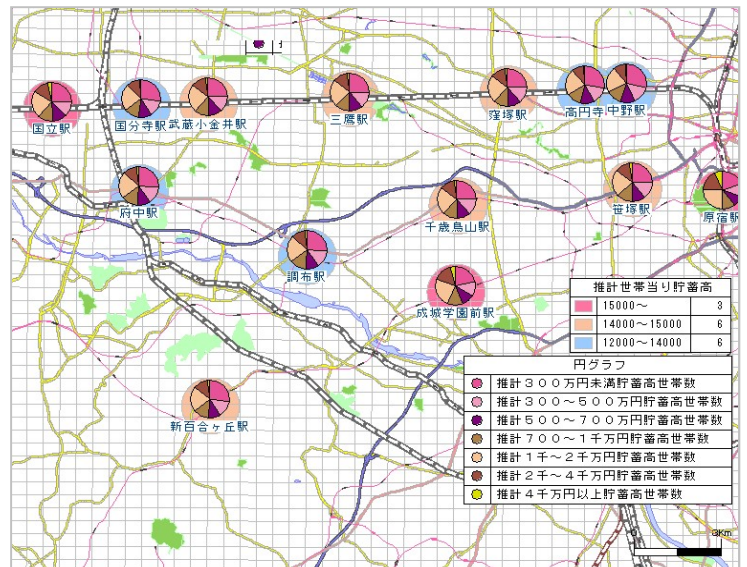 国立駅
国分寺駅
武蔵小金井駅
三鷹駅
窪塚駅
高円寺
中野駅
府中駅
千歳烏山駅
笹塚駅
原宿駅
調布駅
成城学園前駅
新百合ヶ丘駅
推計世帯当り貯蓄高
15000～ 3
14000～15000 6
12000～14000 6
円グラフ
推計３００万円未満貯蓄高世帯数
推計３００～５００万円貯蓄高世帯数
推計５００～７００万円貯蓄高世帯数
推計７００～１千万円貯蓄高世帯数
推計１千～２千万円貯蓄高世帯数
推計２千～４千万円貯蓄高世帯数
推計４千万円以上貯蓄高世帯数